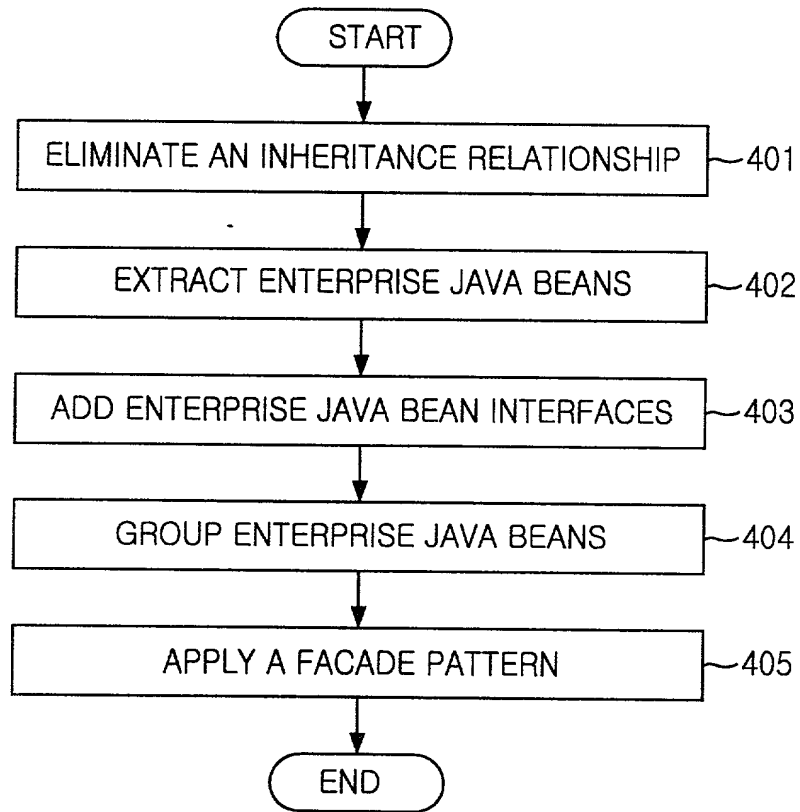 START
ELIMINATE AN INHERITANCE RELATIONSHIP 401
EXTRACT ENTERPRISE JAVA BEANS 402
ADD ENTERPRISE JAVA BEAN INTERFACES 403
GROUP ENTERPRISE JAVA BEANS 404
APPLY A FACADE PATTERN 405
END